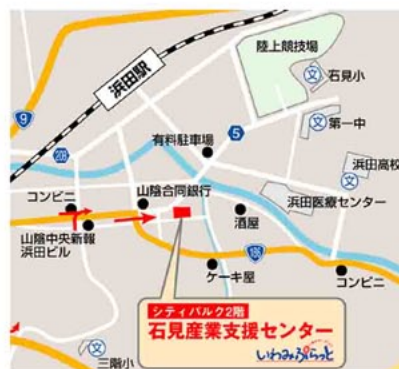 陸上競技場
文
石見小
浜田駅
9
文
第一中
5
有料駐車場
208
浜田高校
文
コンビニ
山陰合同銀行
浜田医療センター
酒屋
山陰中央新報
浜田ビル
186
ケーキ屋
コンビニ
シティパルク2階
石見産業支援センター
いわみぷらっと
文
三階小